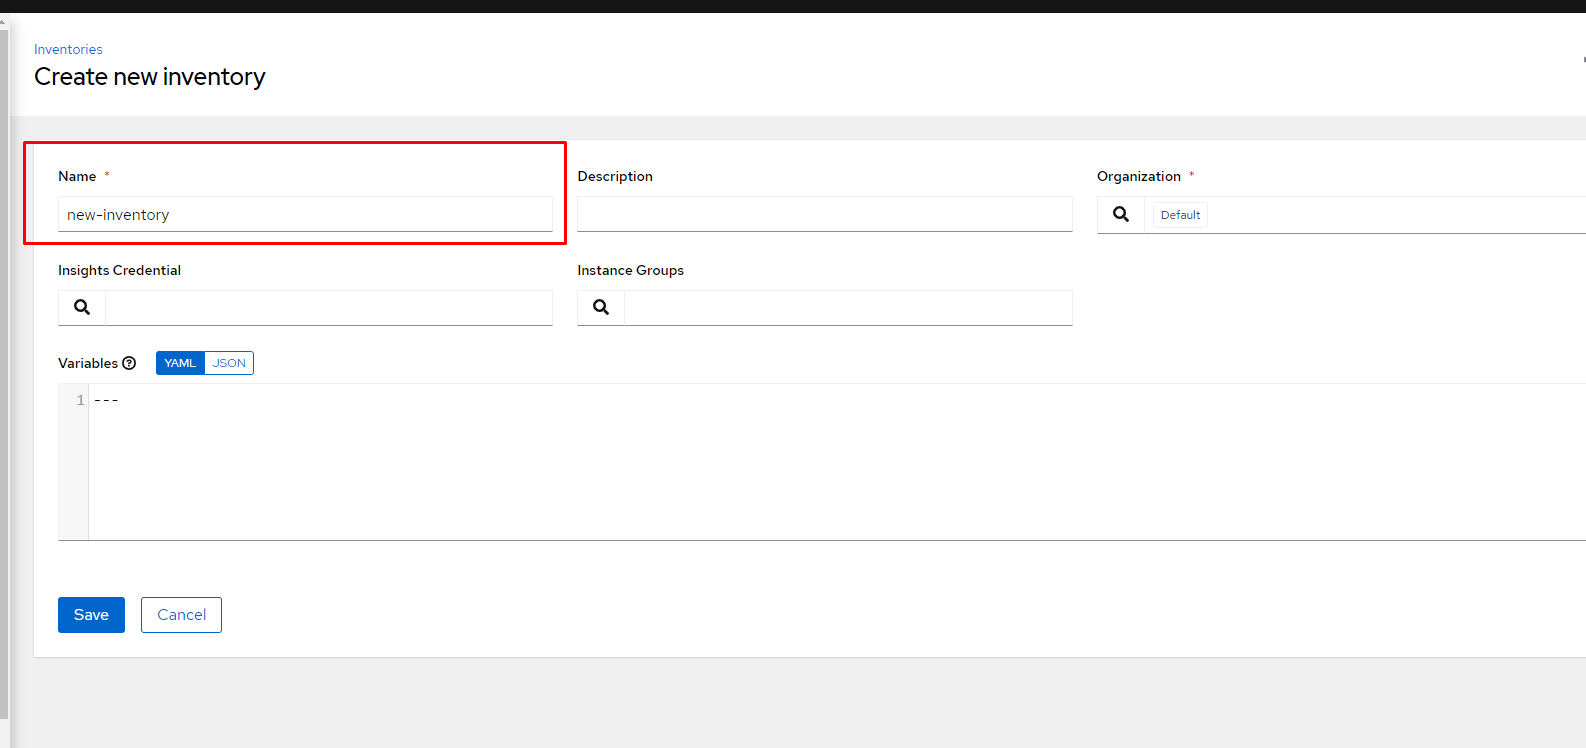 Inventories
Create new inventory
Name *
Description
Organization *
new-inventory
Default
Insights Credential
Instance Groups
Variables
YAML
JSON
1 ---
Save
Cancel